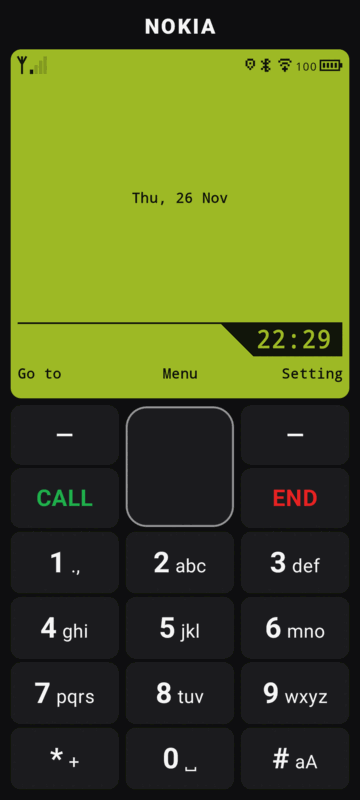 NOKIA
100
Thu, 26 Nov
22:29
Go to Menu Setting
– –
CALL END
1 ., 2 abc 3 def
4 ghi 5 jkl 6 mno
7 pqrs 8 tuv 9 wxyz
* + 0 ⎵ # aA